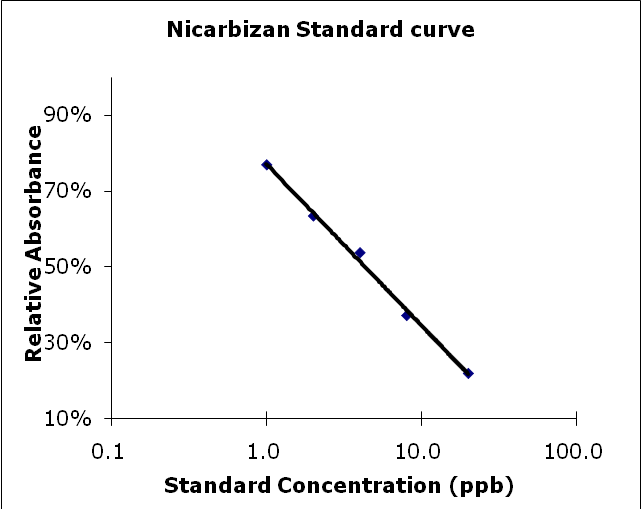 Nicarbizan Standard curve
Relative Absorbance
90%
70%
50%
30%
10%
0.1 1.0 10.0 100.0
Standard Concentration (ppb)